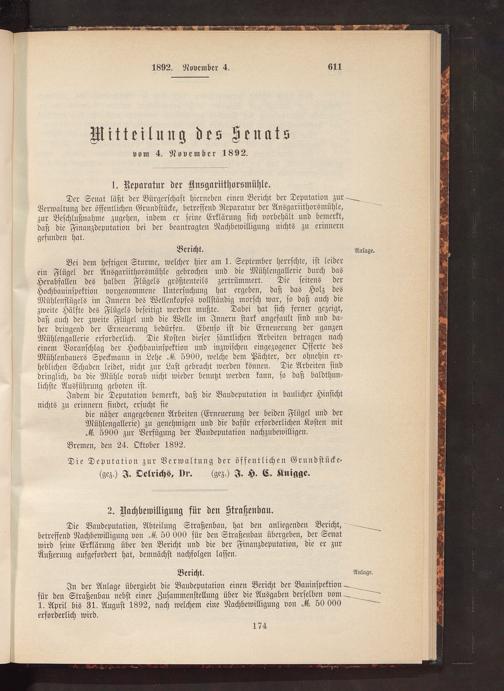 1892. November 4. 611
Mitteilung des Senats
vom 4. November 1892.
1. Reparatur der Ansgariithorsmühle.
Der Senat läßt der Bürgerschaft hierneben einen Bericht der Deputation zur
Verwaltung der öffentlichen Grundstücke, betreffend Reparatur der Ansgariithorsmühle,
zur Beschlußnahme zugehen, indem er seine Erklärung sich vorbehält und bemerkt,
daß die Finanzdeputation bei der beantragten Nachbewilligung nichts zu erinnern
gefunden hat.
Bericht.
Anlage.
Bei dem heftigen Sturme, welcher hier am 1. September herrschte, ist leider
ein Flügel der Ansgariithorsmühle gebrochen und die Mühlengallerie durch das
Herabfallen des halben Flügels größtenteils zertrümmert. Die seitens der
Hochbauinspektion vorgenommene Untersuchung hat ergeben, daß das Holz des
Mühlenflügels im Innern des Wellenkopfes vollständig morsch war, so daß auch die
zweite Hälfte des Flügels beseitigt werden mußte. Dabei hat sich ferner gezeigt,
daß auch der zweite Flügel und die Welle im Innern stark angefault sind und da-
her dringend der Erneuerung bedürfen. Ebenso ist die Erneuerung der ganzen
Mühlengallerie erforderlich. Die Kosten dieser sämtlichen Arbeiten betragen nach
einem Voranschlag der Hochbauinspektion und inzwischen eingezogener Offerte des
Mühlenbauers Speckmann in Lehe ℳ 5900, welche dem Pächter, der ohnehin er-
heblichen Schaden leidet, nicht zur Last gebracht werden können. Die Arbeiten sind
dringlich, da die Mühle vorab nicht wieder benutzt werden kann, so daß baldthun-
lichste Ausführung geboten ist.
Indem die Deputation bemerkt, daß die Baudeputation in baulicher Hinsicht
nichts zu erinnern findet, ersucht sie
die näher angegebenen Arbeiten (Erneuerung der beiden Flügel und der
Mühlengallerie) zu genehmigen und die dafür erforderlichen Kosten mit
ℳ 5900 zur Verfügung der Baudeputation nachzubewilligen.
Bremen, den 24. Oktober 1892.
Die Deputation zur Verwaltung der öffentlichen Grundstücke.
(gez.) J. Oelrichs, Dr. (gez.) J. H. C. Knigge.
2. Nachbewilligung für den Straßenbau.
Die Baudeputation, Abteilung Straßenbau, hat den anliegenden Bericht,
betreffend Nachbewilligung von ℳ 50 000 für den Straßenbau übergeben, der Senat
wird seine Erklärung über den Bericht und die der Finanzdeputation, die er zur
Äußerung aufgefordert hat, demnächst nachfolgen lassen.
Bericht.
Anlage.
In der Anlage übergiebt die Baudeputation einen Bericht der Bauinspektion
für den Straßenbau nebst einer Zusammenstellung über die Ausgaben derselben vom
1. April bis 31. August 1892, nach welchem eine Nachbewilligung von ℳ 50 000
erforderlich wird.
174